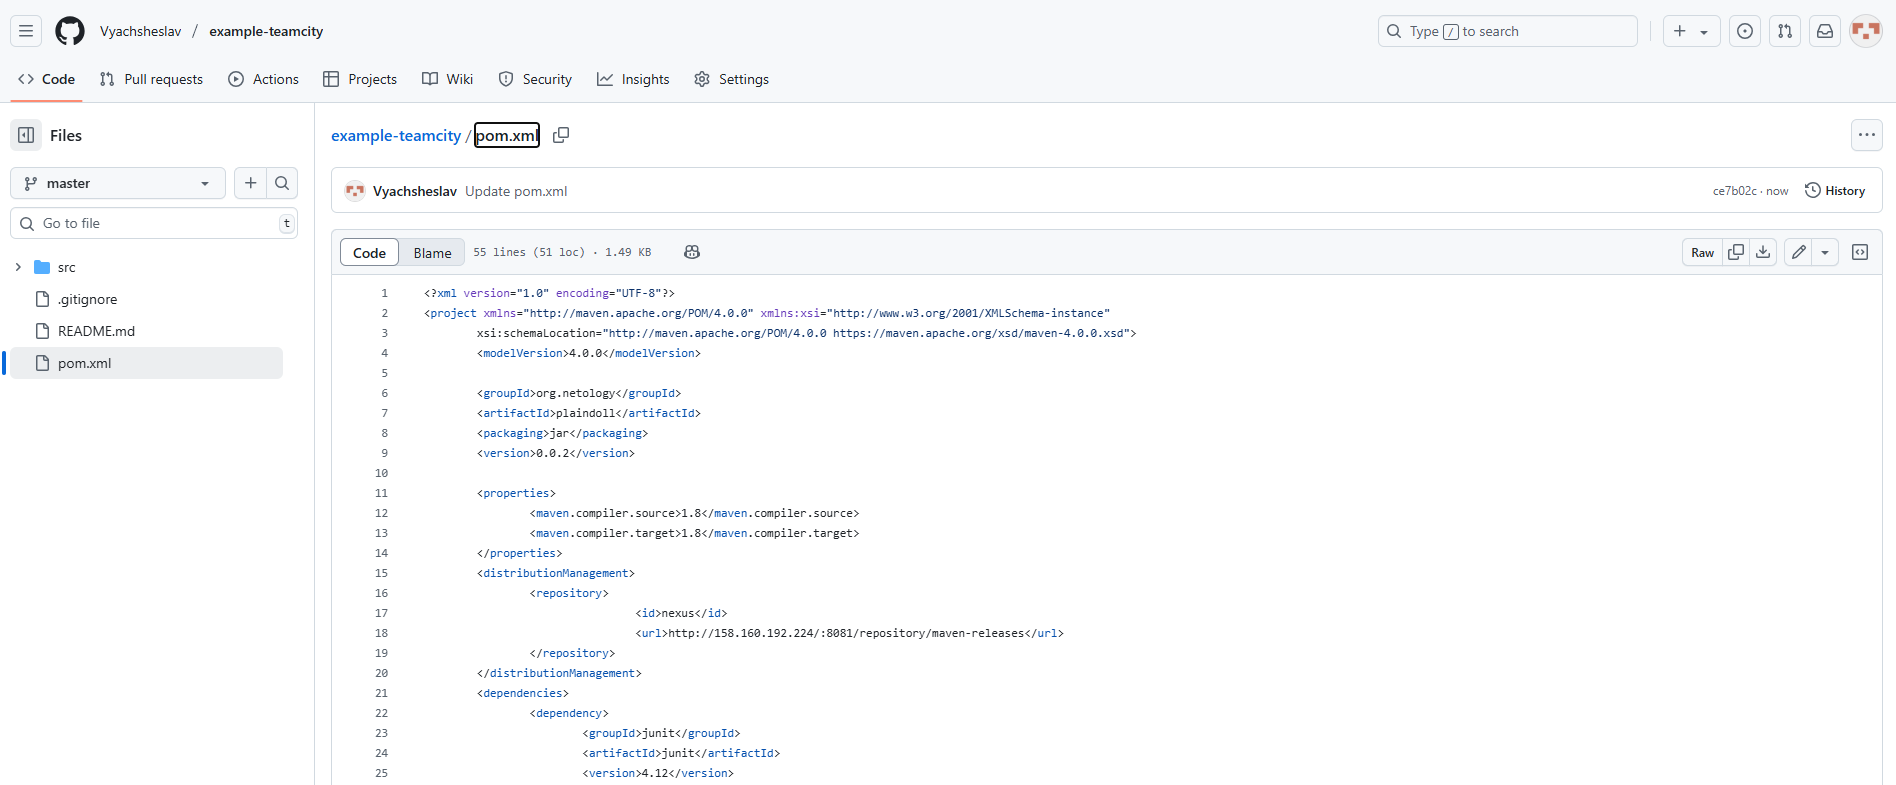 Vyachsheslav / example-teamcity
Type / to search
Code Pull requests Actions Projects Wiki Security Insights Settings
Files
master
Go to file t
src
.gitignore
README.md
pom.xml
example-teamcity / pom.xml
Vyachsheslav Update pom.xml ce7b02c · now History
Code Blame 55 lines (51 loc) · 1.49 KB Raw
1 <?xml version="1.0" encoding="UTF-8"?>
2 <project xmlns="http://maven.apache.org/POM/4.0.0" xmlns:xsi="http://www.w3.org/2001/XMLSchema-instance"
3 xsi:schemaLocation="http://maven.apache.org/POM/4.0.0 https://maven.apache.org/xsd/maven-4.0.0.xsd">
4 <modelVersion>4.0.0</modelVersion>
5
6 <groupId>org.netology</groupId>
7 <artifactId>plaindoll</artifactId>
8 <packaging>jar</packaging>
9 <version>0.0.2</version>
10
11 <properties>
12 <maven.compiler.source>1.8</maven.compiler.source>
13 <maven.compiler.target>1.8</maven.compiler.target>
14 </properties>
15 <distributionManagement>
16 <repository>
17 <id>nexus</id>
18 <url>http://158.160.192.224/:8081/repository/maven-releases</url>
19 </repository>
20 </distributionManagement>
21 <dependencies>
22 <dependency>
23 <groupId>junit</groupId>
24 <artifactId>junit</artifactId>
25 <version>4.12</version>